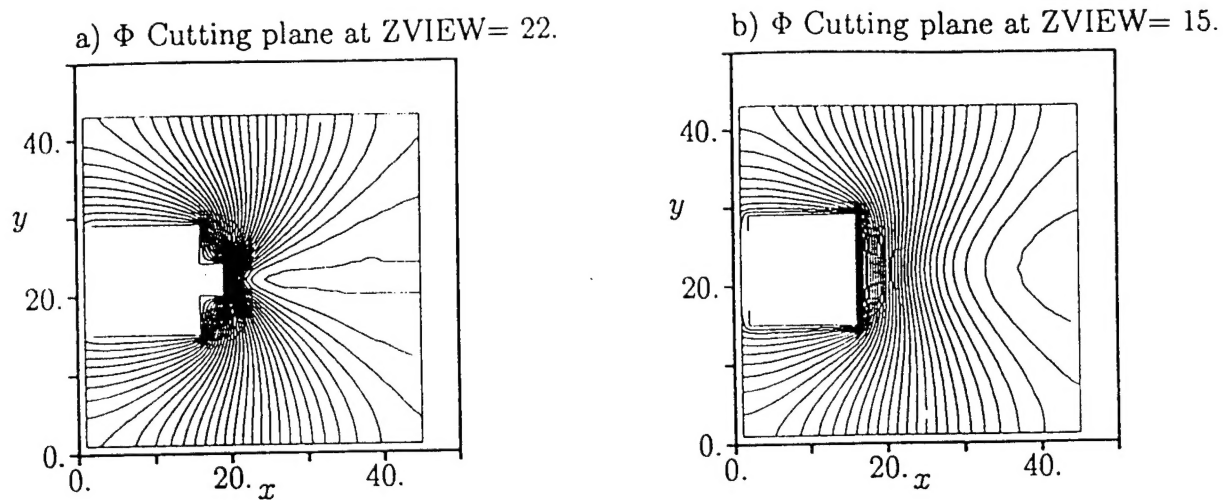 a) Φ Cutting plane at ZVIEW= 22.
40.
y
20.
0.
0.
20.
x
40.
b) Φ Cutting plane at ZVIEW= 15.
40.
y
20.
0.
0.
20.
x
40.